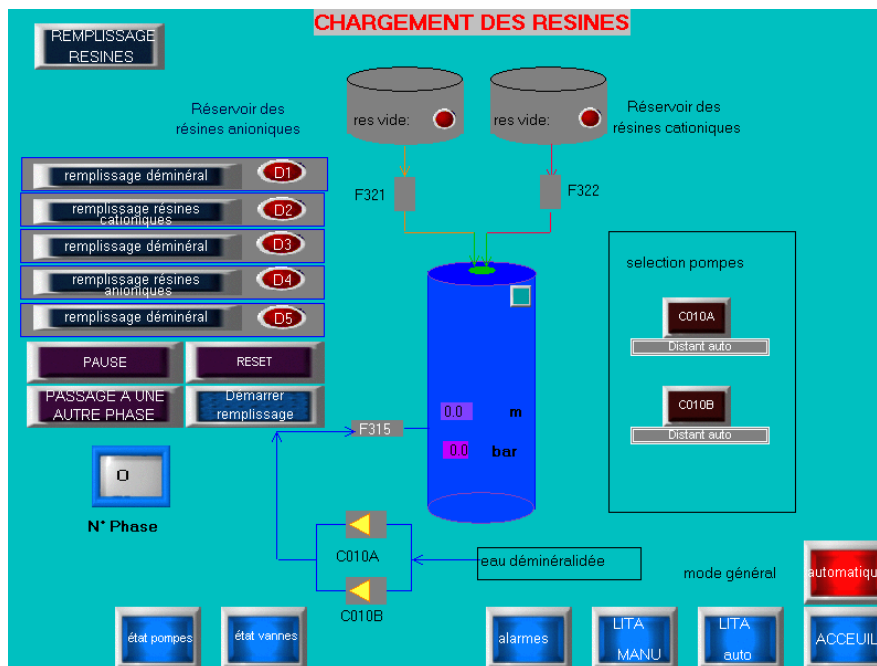 CHARGEMENT DES RESINES
REMPLISSAGE
RESINES
Réservoir des
résines anioniques
res vide:
res vide:
Réservoir des
résines cationiques
F321
F322
remplissage déminéral
D1
remplissage résines
cationiques
D2
remplissage déminéral
D3
remplissage résines
anioniques
D4
remplissage déminéral
D5
PAUSE
RESET
PASSAGE A UNE
AUTRE PHASE
Démarrer
remplissage
selection pompes
C010A
Distant auto
C010B
Distant auto
0.0 m
0.0 bar
F315
0
N° Phase
C010A
C010B
eau déminéralidée
mode général
automatiqu
état pompes
état vannes
alarmes
LITA
MANU
LITA
auto
ACCEUIL